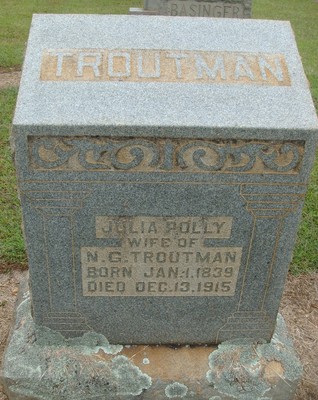 BASINGER
TROUTMAN
JULIA POLLY
WIFE OF
N.G. TROUTMAN
BORN JAN. 1, 1839
DIED DEC. 13, 1915